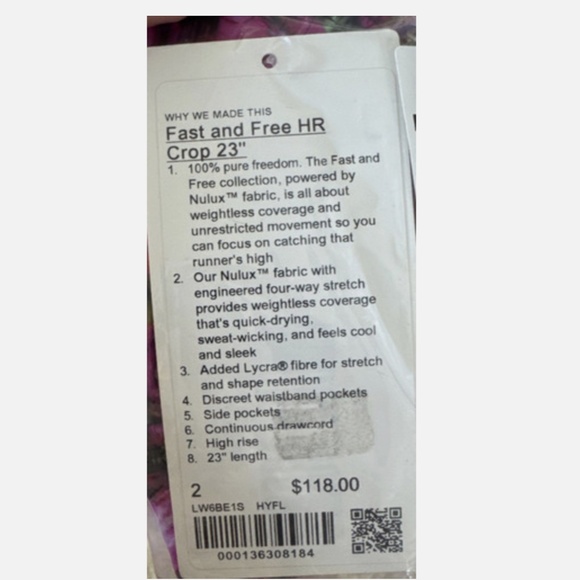 WHY WE MADE THIS
Fast and Free HR
Crop 23"
1. 100% pure freedom. The Fast and
Free collection, powered by
Nulux™ fabric, is all about
weightless coverage and
unrestricted movement so you
can focus on catching that
runner's high
2. Our Nulux™ fabric with
engineered four-way stretch
provides weightless coverage
that's quick-drying,
sweat-wicking, and feels cool
and sleek
3. Added Lycra® fibre for stretch
and shape retention
4. Discreet waistband pockets
5. Side pockets
6. Continuous drawcord
7. High rise
8. 23" length
2 $118.00
LW6BE1S HYFL
000136308184